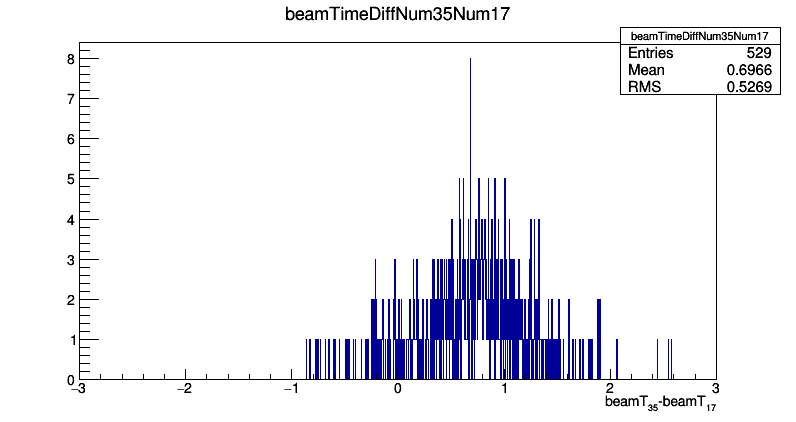 beamTimeDiffNum35Num17
beamTimeDiffNum35Num17
Entries 529
Mean 0.6966
RMS 0.5269
8
7
6
5
4
3
2
1
0
−3 −2 −1 0 1 2 3
beamT35-beamT17